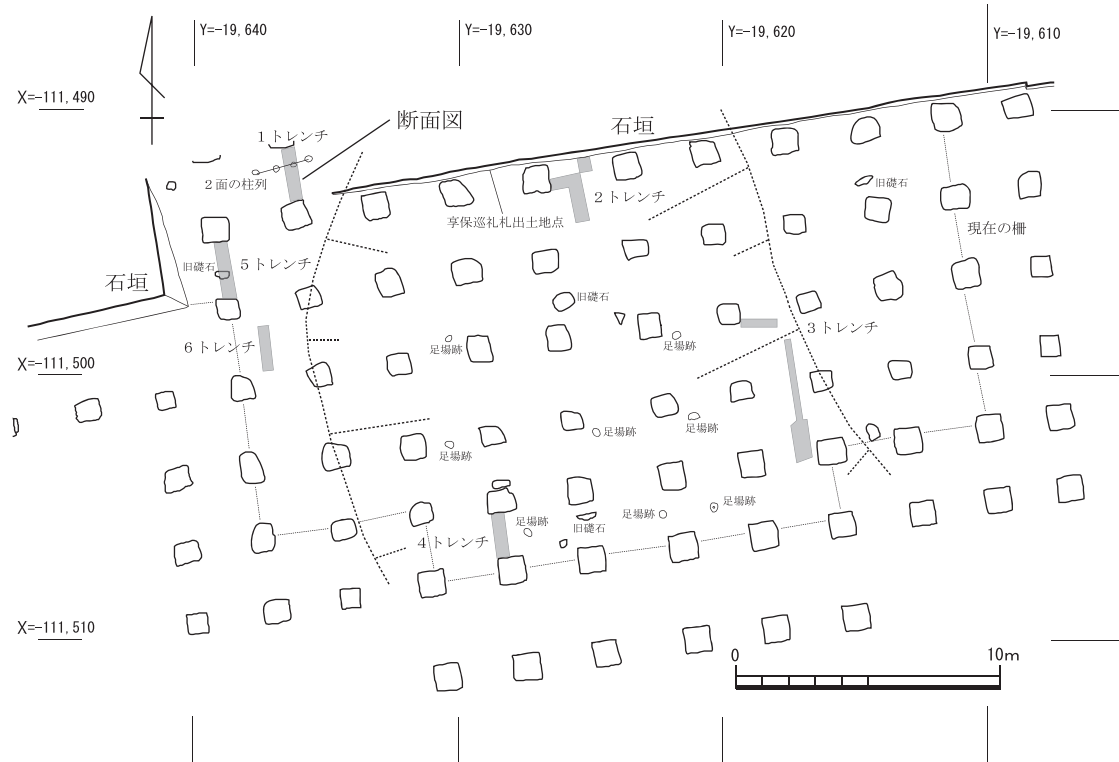 Y=-19,640
Y=-19,630
Y=-19,620
Y=-19,610
X=-111,490
断面図
1トレンチ
石垣
2面の柱列
2トレンチ
旧礎石
享保巡礼札出土地点
現在の柵
旧礎石
5トレンチ
石垣
旧礎石
3トレンチ
6トレンチ
足場跡
足場跡
X=-111,500
足場跡
足場跡
足場跡
足場跡
足場跡
足場跡
旧礎石
4トレンチ
X=-111,510
0
10m